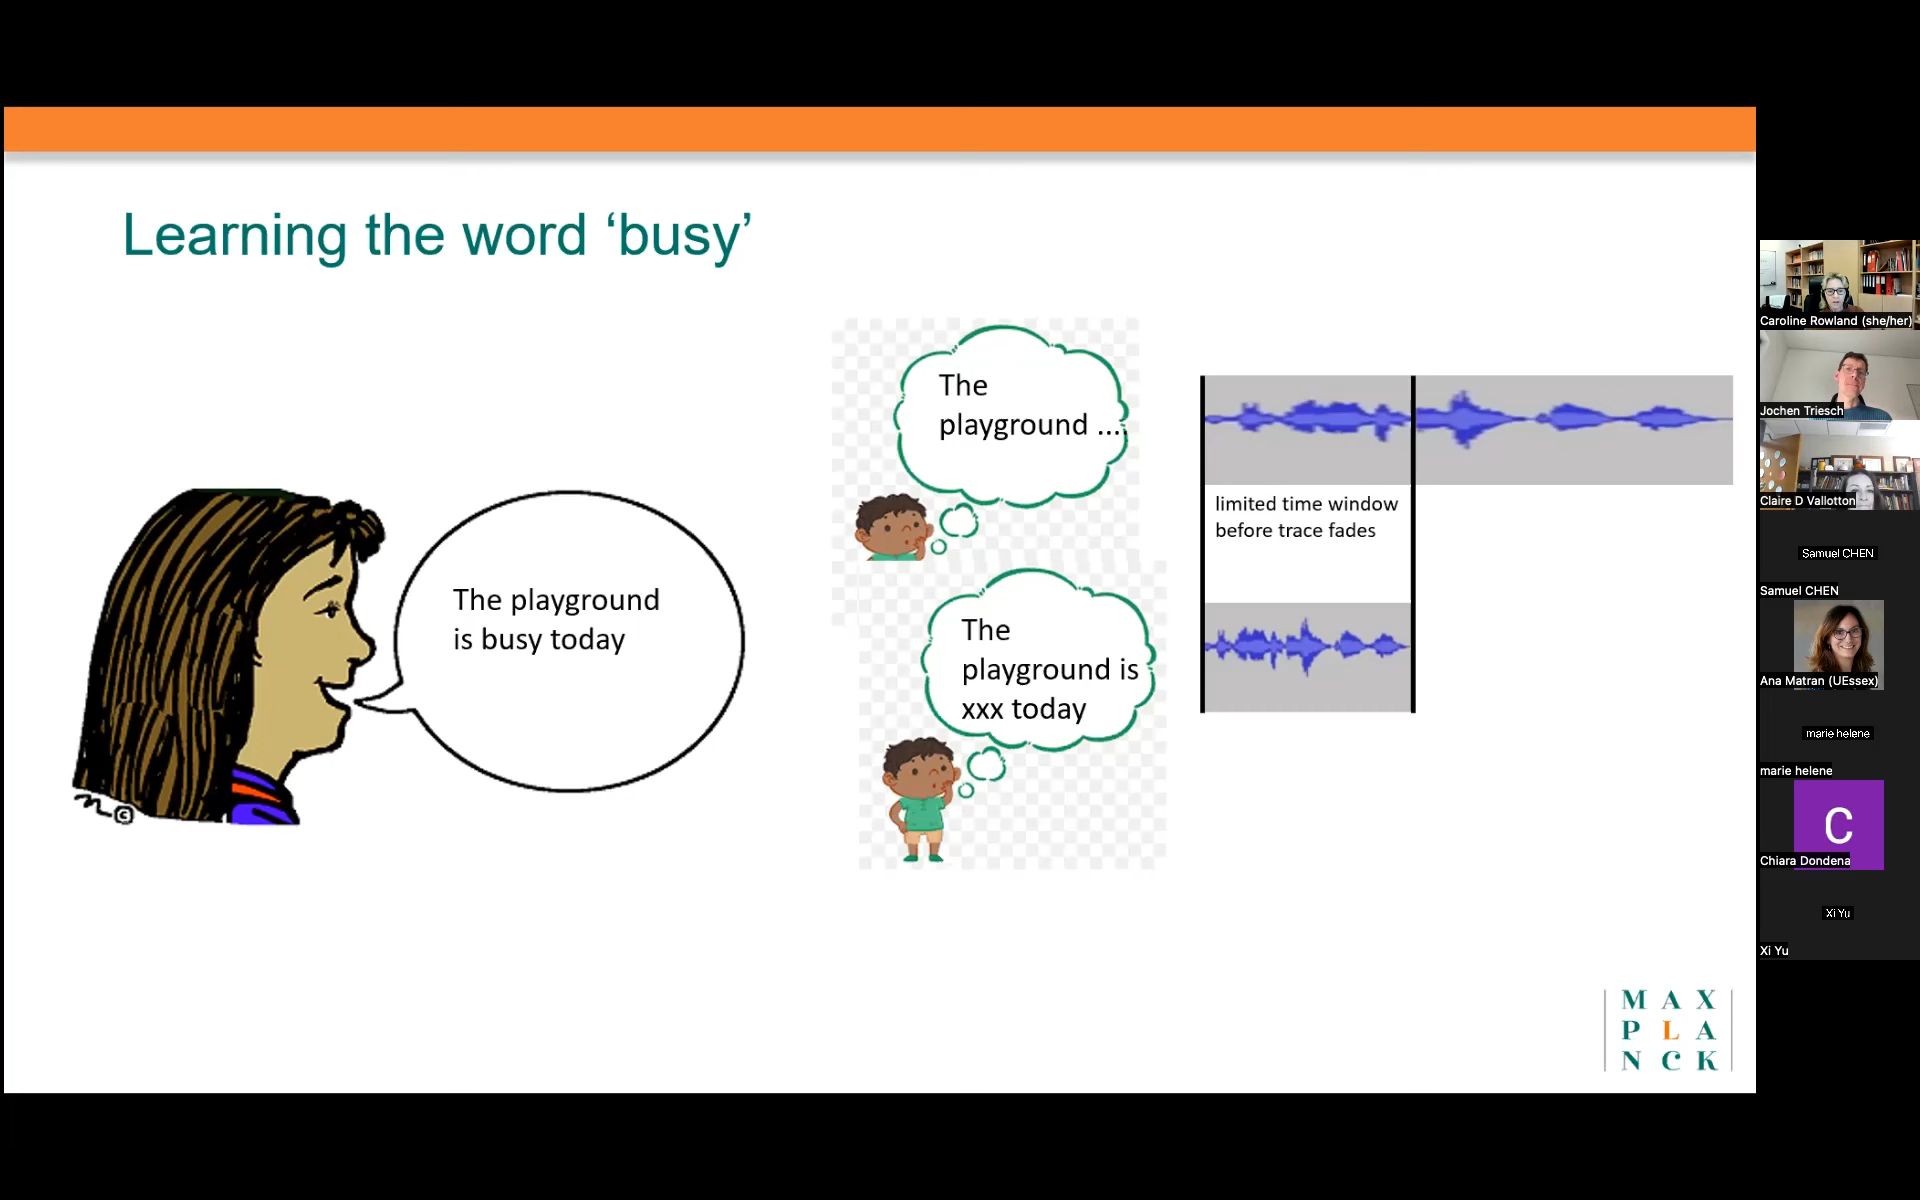 Learning the word ‘busy’
The playground
is busy today
The
playground ....
The
playground is
xxx today
limited time window
before trace fades
M A X
P L A
N C K
Caroline Rowland (she/her)
Jochen Triesch
Claire D Vallotton
Samuel CHEN
Samuel CHEN
Ana Matran (UEssex)
marie helene
marie helene
C
Chiara Dondena
Xi Yu
Xi Yu